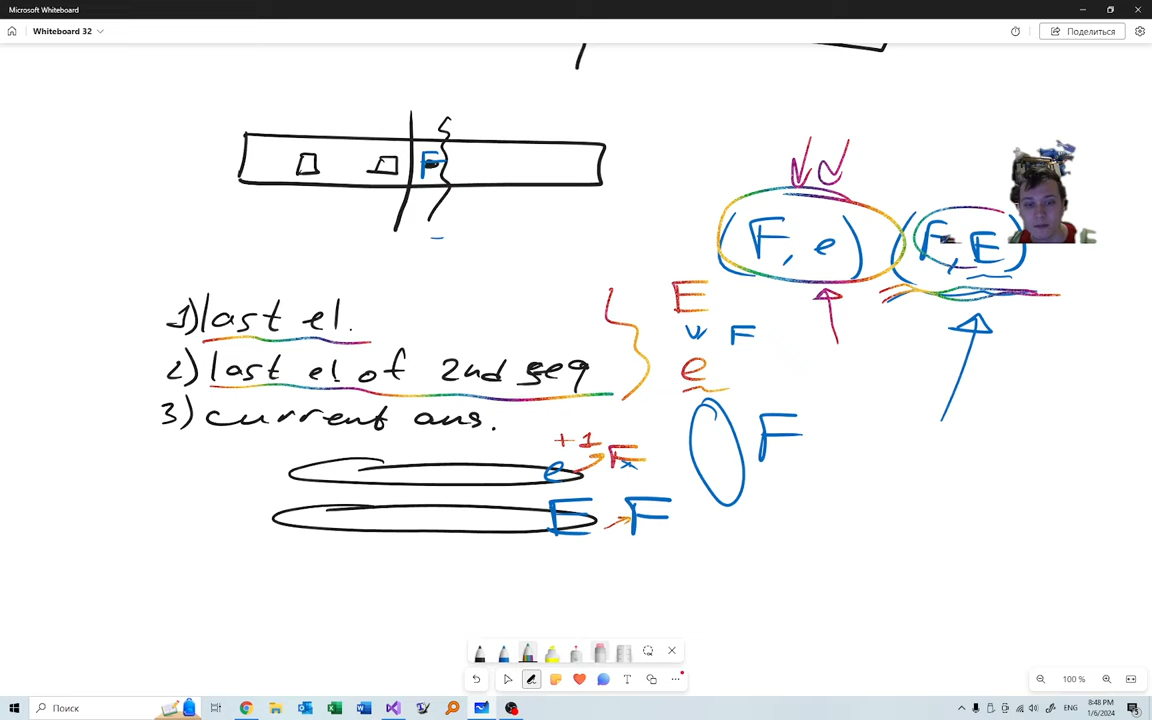 Microsoft Whiteboard
Whiteboard 32
Поделиться
F
(F, e) (F, E)
1) last el.
2) last el of 2nd seq
3) current ans.
E
F
e
F
+1
F
e
E → F
100 %
Поиск
ENG
8:48 PM
1/6/2024
5